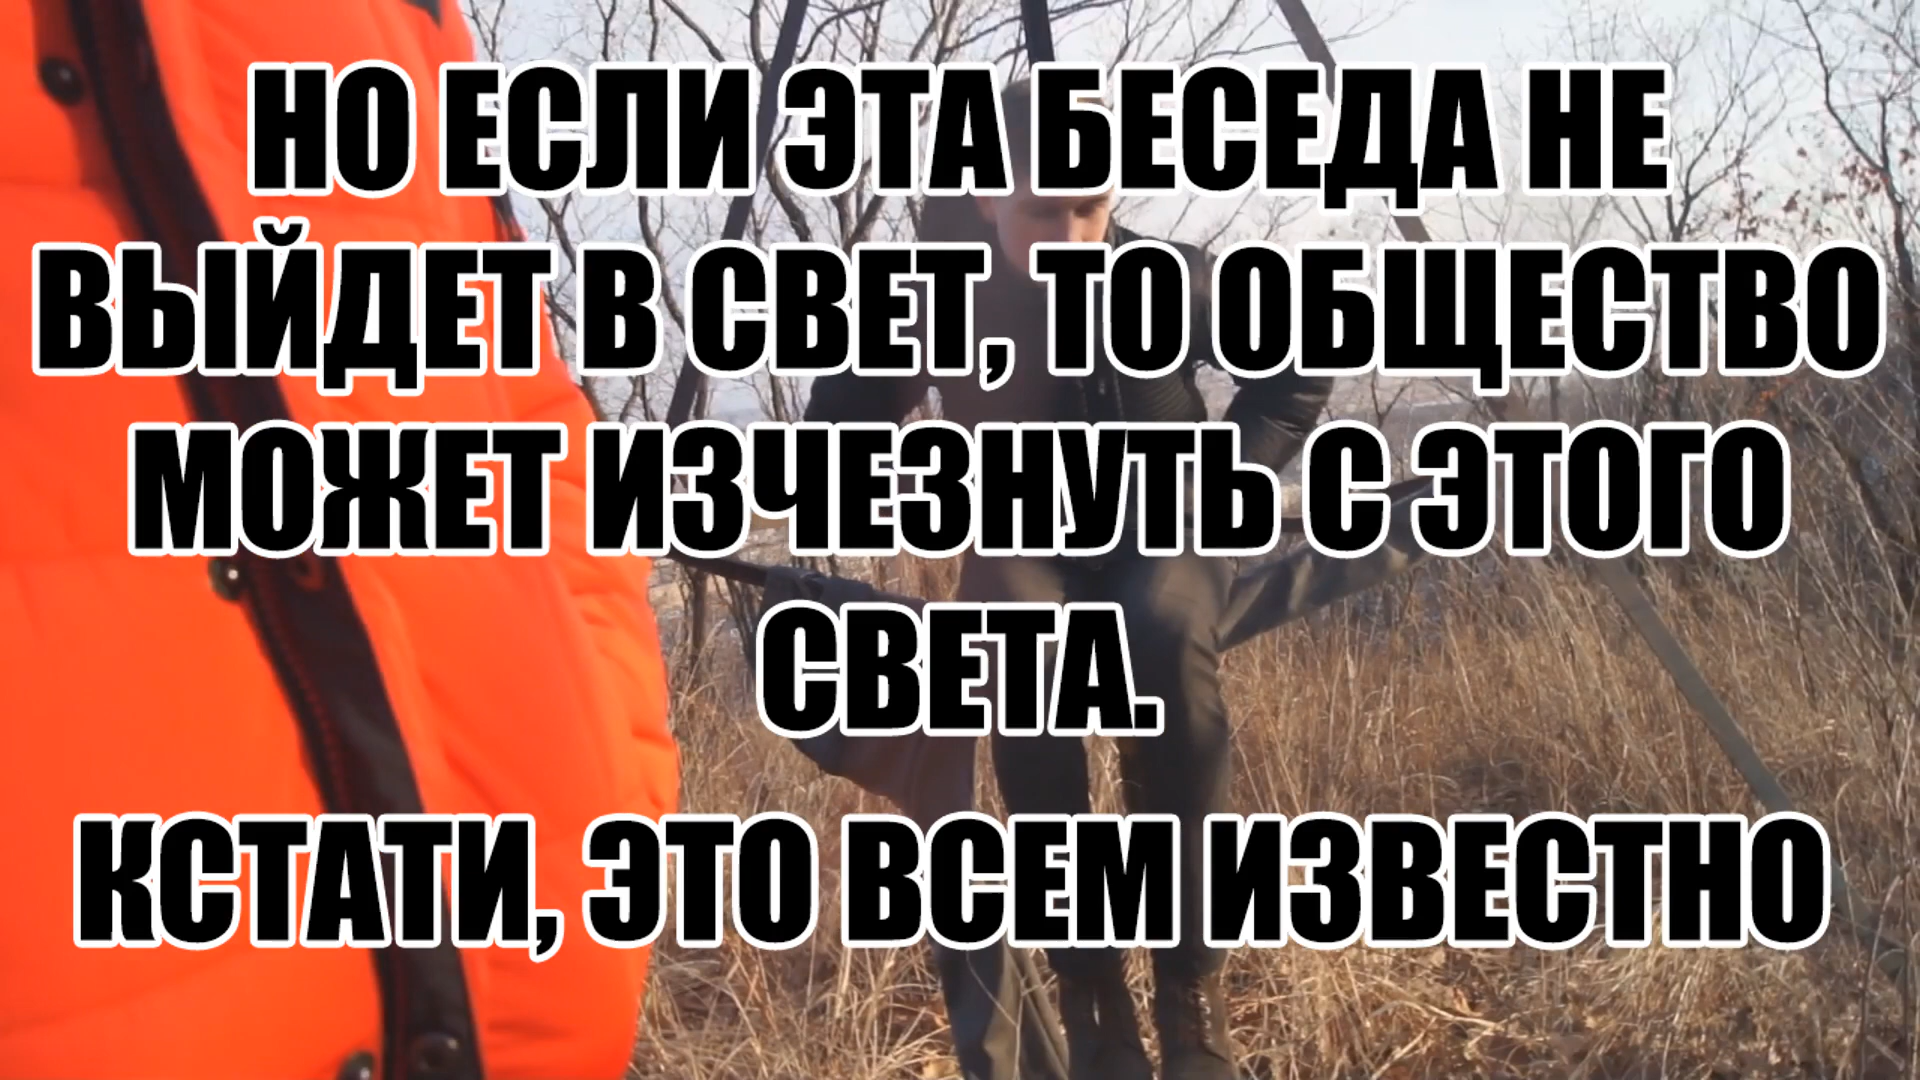 НО ЕСЛИ ЭТА БЕСЕДА НЕ
ВЫЙДЕТ В СВЕТ, ТО ОБЩЕСТВО
МОЖЕТ ИЗЧЕЗНУТЬ С ЭТОГО
СВЕТА.
КСТАТИ, ЭТО ВСЕМ ИЗВЕСТНО